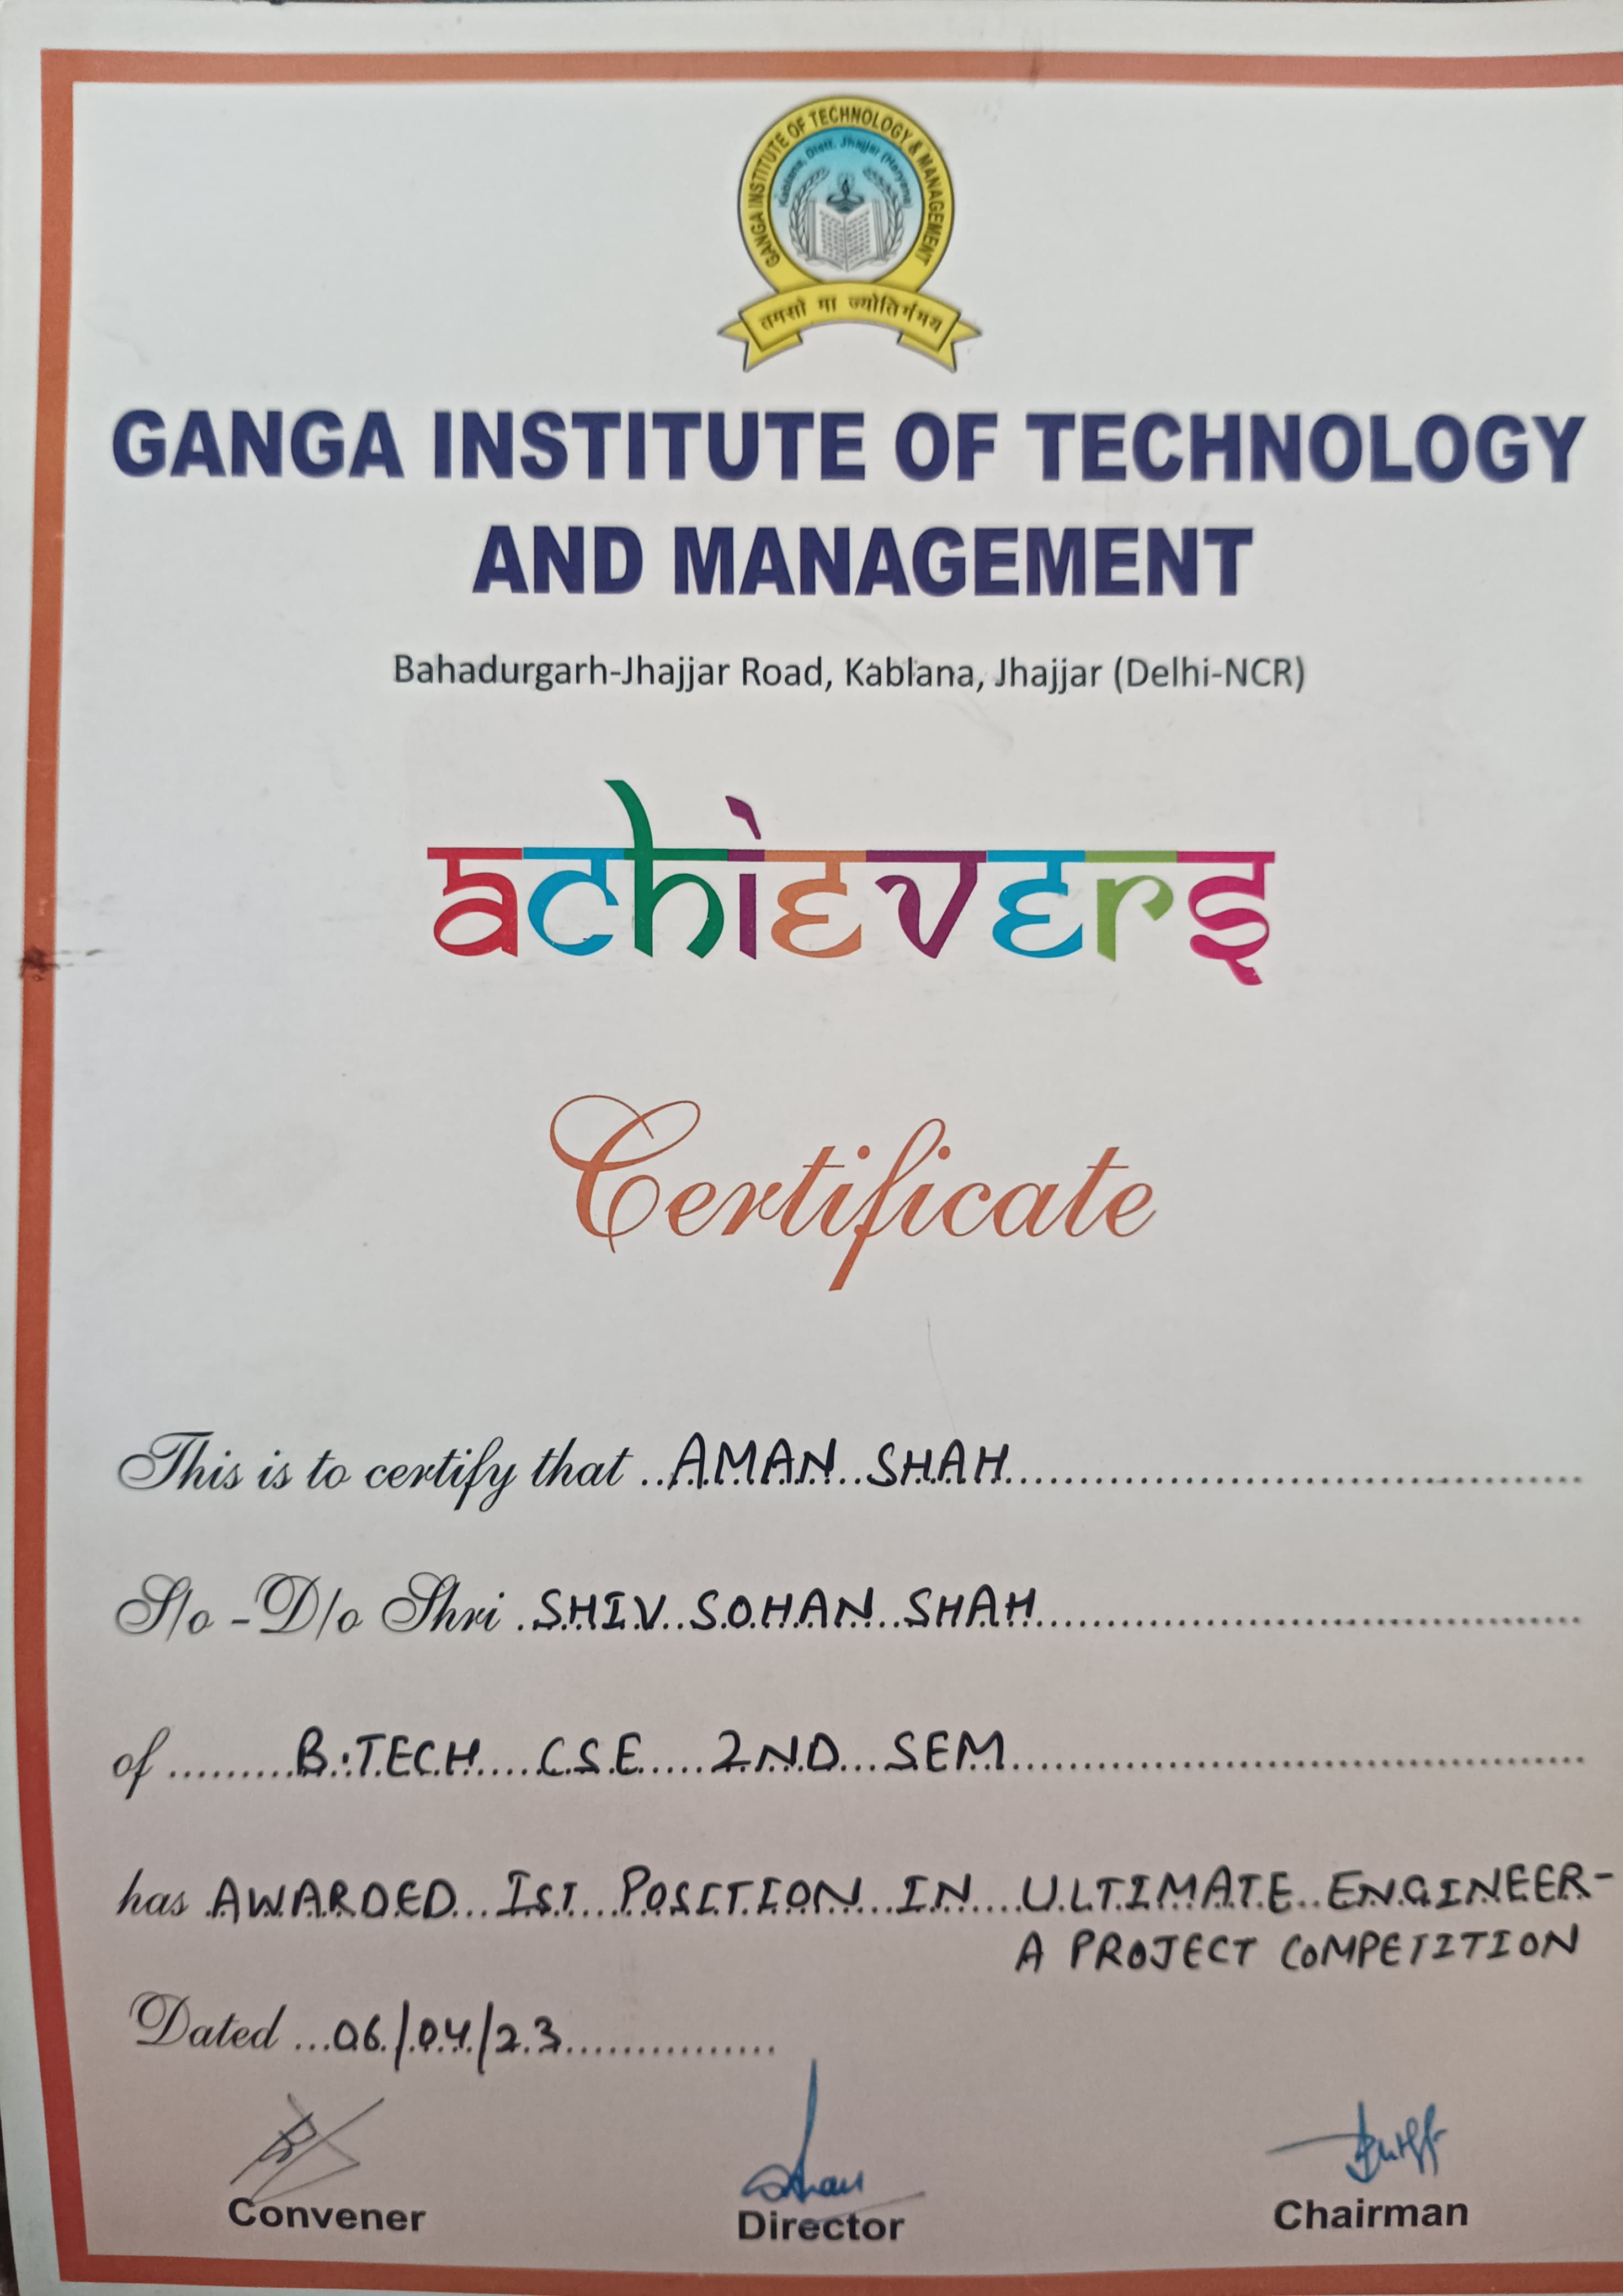 GANGA INSTITUTE OF TECHNOLOGY & MANAGEMENT
Kablana, Distt. Jhajjar (Haryana)
तमसो मा ज्योतिर्गमय
GANGA INSTITUTE OF TECHNOLOGY
AND MANAGEMENT
Bahadurgarh-Jhajjar Road, Kablana, Jhajjar (Delhi-NCR)
achievers
Certificate
This is to certify that ..AMAN SHAH..............................
S/o - D/o Shri .SHIV SOHAN SHAH..............................
of .........B.TECH....CSE.....2ND...SEM..............................
has AWARDED...IST...POSITION...IN....ULTIMATE..ENGINEER-
A PROJECT COMPETITION
Dated ...06/04/23................
Convener
Director
Chairman